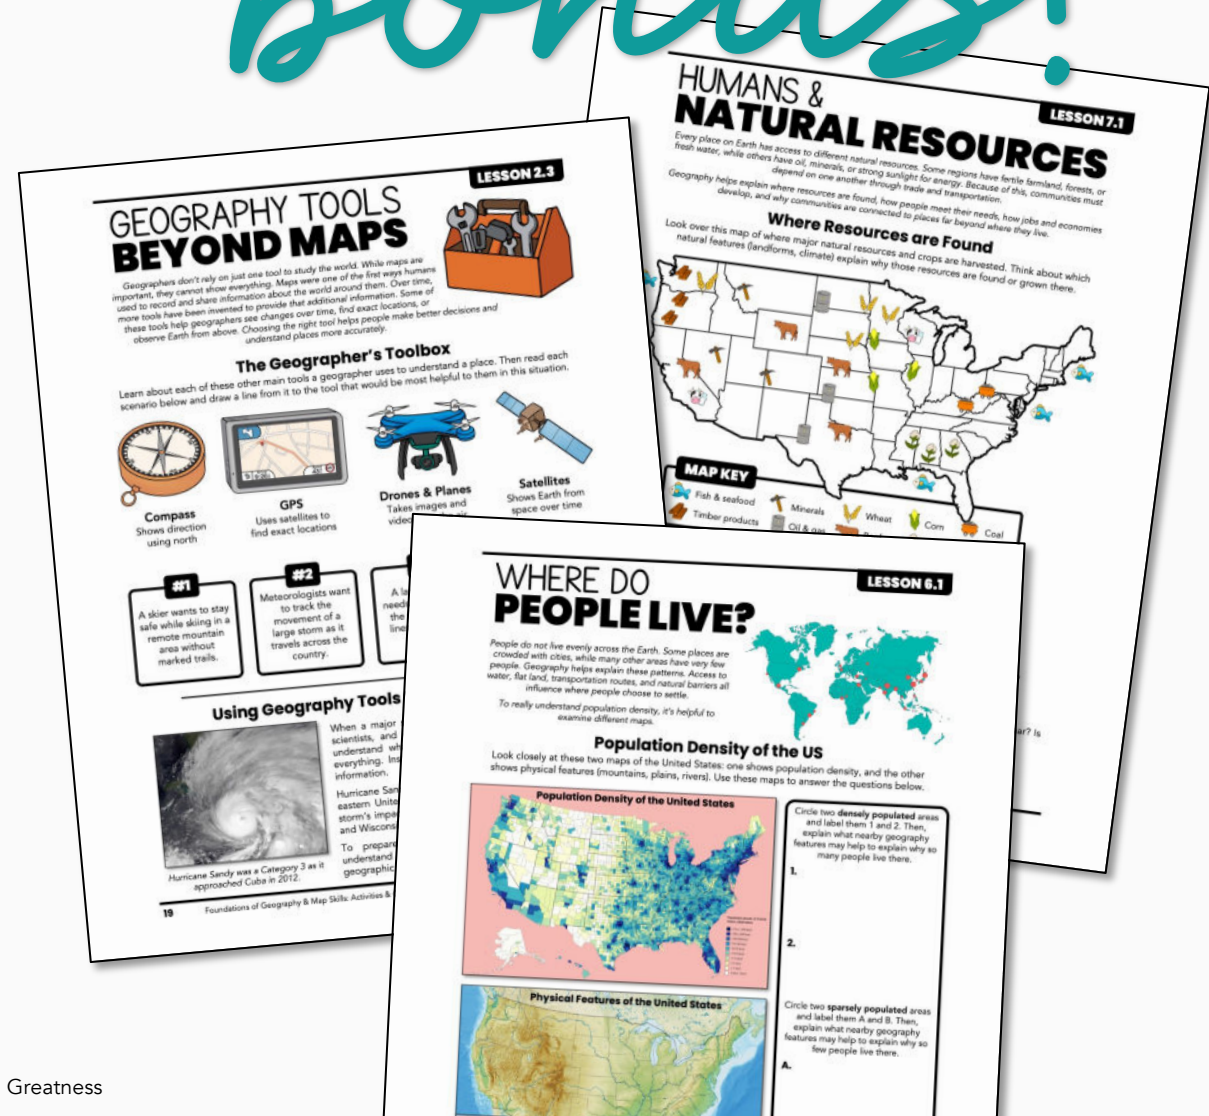 bonus!
LESSON 2.3
GEOGRAPHY TOOLS
BEYOND MAPS
Geographers don't rely on just one tool to study the world. While maps are
important, they cannot show everything. Maps were one of the first ways humans
used to record and share information about the world around them. Over time,
more tools have been invented to provide that additional information. Some of
these tools help geographers see changes over time, find exact locations, or
observe Earth from above. Choosing the right tool helps people make better decisions and
understand places more accurately.
The Geographer's Toolbox
Learn about each of these other main tools a geographer uses to understand a place. Then read each
scenario below and draw a line from it to the tool that would be most helpful to them in this situation.
Compass
Shows direction
using north
GPS
Uses satellites to
find exact locations
Drones & Planes
Takes images and
Satellites
Shows Earth from
space over time
#1
A skier wants to stay
safe while skiing in a
remote mountain
area without
marked trails.
#2
Meteorologists want
to track the
movement of a
large storm as it
travels across the
country.
A la
need
the
line
Using Geography Tools
When a major
scientists, and
understand wh
everything. Ins
information.
Hurricane San
eastern Unite
storm's impa
and Wiscons
To prepare
understand
geographic
Hurricane Sandy was a Category 3 as it
approached Cuba in 2012.
19
Foundations of Geography & Map Skills: Activities &
LESSON 7.1
HUMANS &
NATURAL RESOURCES
Every place on Earth has access to different natural resources. Some regions have fertile farmland, forests, or
fresh water, while others have oil, minerals, or strong sunlight for energy. Because of this, communities must
depend on one another through trade and transportation.
Geography helps explain where resources are found, how people meet their needs, how jobs and economies
develop, and why communities are connected to places far beyond where they live.
Where Resources are Found
Look over this map of where major natural resources and crops are harvested. Think about which
natural features (landforms, climate) explain why those resources are found or grown there.
MAP KEY
Fish & seafood
Minerals
Wheat
Corn
Coal
Timber products
Oil & gas
ar? Is
LESSON 6.1
WHERE DO
PEOPLE LIVE?
People do not live evenly across the Earth. Some places are
crowded with cities, while many other areas have very few
people. Geography helps explain these patterns. Access to
water, flat land, transportation routes, and natural barriers all
influence where people choose to settle.
To really understand population density, it's helpful to
examine different maps.
Population Density of the US
Look closely at these two maps of the United States: one shows population density, and the other
shows physical features (mountains, plains, rivers). Use these maps to answer the questions below.
Population Density of the United States
Physical Features of the United States
Circle two densely populated areas
and label them 1 and 2. Then,
explain what nearby geography
features may help to explain why so
many people live there.
1.
2.
Circle two sparsely populated areas
and label them A and B. Then,
explain what nearby geography
features may help to explain why so
few people live there.
A.
Greatness